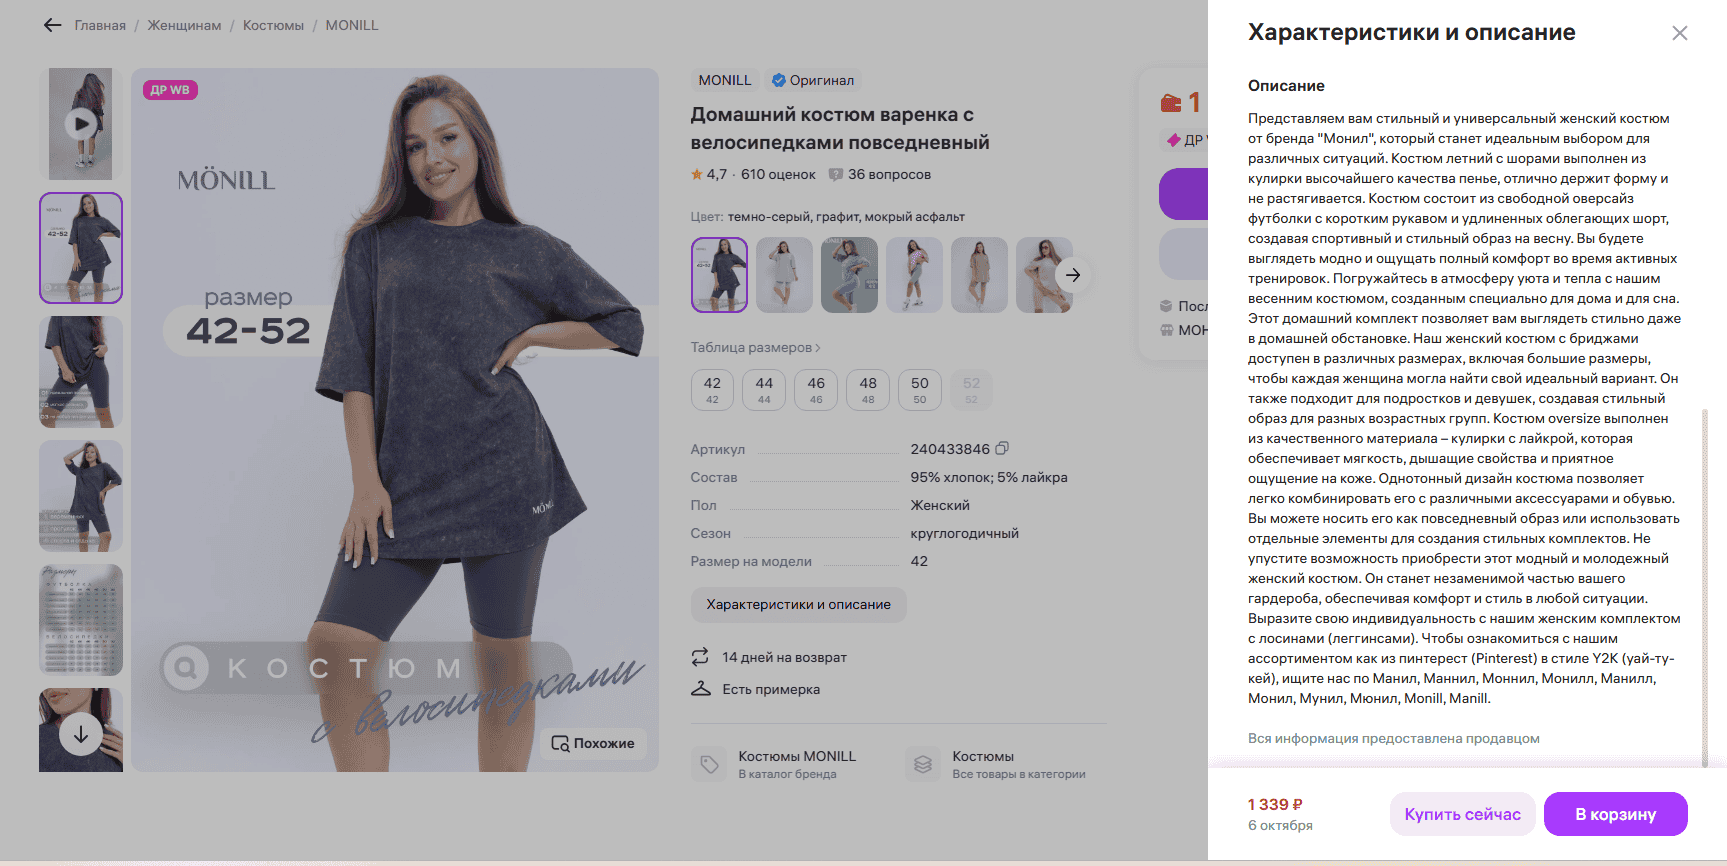 Главная / Женщинам / Костюмы / MONILL
ДР WB
MÖNILL
размер
42-52
MÖNILL
КОСТЮМ
с велосипедками
Похожие
MONILL
Оригинал
Домашний костюм варенка с
велосипедками повседневный
4,7 · 610 оценок
36 вопросов
Цвет: темно-серый, графит, мокрый асфальт
Таблица размеров
42 44 46 48 50 52
42 44 46 48 50 52
Артикул 240433846
Состав 95% хлопок; 5% лайкра
Пол Женский
Сезон круглогодичный
Размер на модели 42
Характеристики и описание
14 дней на возврат
Есть примерка
Костюмы MONILL
В каталог бренда
Костюмы
Все товары в категории
1
ДР
Посл
МОН
Характеристики и описание
Описание
Представляем вам стильный и универсальный женский костюм
от бренда "Монил", который станет идеальным выбором для
различных ситуаций. Костюм летний с шорами выполнен из
кулирки высочайшего качества пенье, отлично держит форму и
не растягивается. Костюм состоит из свободной оверсайз
футболки с коротким рукавом и удлиненных облегающих шорт,
создавая спортивный и стильный образ на весну. Вы будете
выглядеть модно и ощущать полный комфорт во время активных
тренировок. Погружайтесь в атмосферу уюта и тепла с нашим
весенним костюмом, созданным специально для дома и для сна.
Этот домашний комплект позволяет вам выглядеть стильно даже
в домашней обстановке. Наш женский костюм с бриджами
доступен в различных размерах, включая большие размеры,
чтобы каждая женщина могла найти свой идеальный вариант. Он
также подходит для подростков и девушек, создавая стильный
образ для разных возрастных групп. Костюм oversize выполнен
из качественного материала – кулирки с лайкрой, которая
обеспечивает мягкость, дышащие свойства и приятное
ощущение на коже. Однотонный дизайн костюма позволяет
легко комбинировать его с различными аксессуарами и обувью.
Вы можете носить его как повседневный образ или использовать
отдельные элементы для создания стильных комплектов. Не
упустите возможность приобрести этот модный и молодежный
женский костюм. Он станет незаменимой частью вашего
гардероба, обеспечивая комфорт и стиль в любой ситуации.
Выразите свою индивидуальность с нашим женским комплектом
с лосинами (леггинсами). Чтобы ознакомиться с нашим
ассортиментом как из пинтерест (Pinterest) в стиле Y2K (уай-ту-
кей), ищите нас по Манил, Маннил, Моннил, Монилл, Манилл,
Монил, Мунил, Мюнил, Monill, Manill.
Вся информация предоставлена продавцом
1 339 ₽
6 октября
Купить сейчас
В корзину